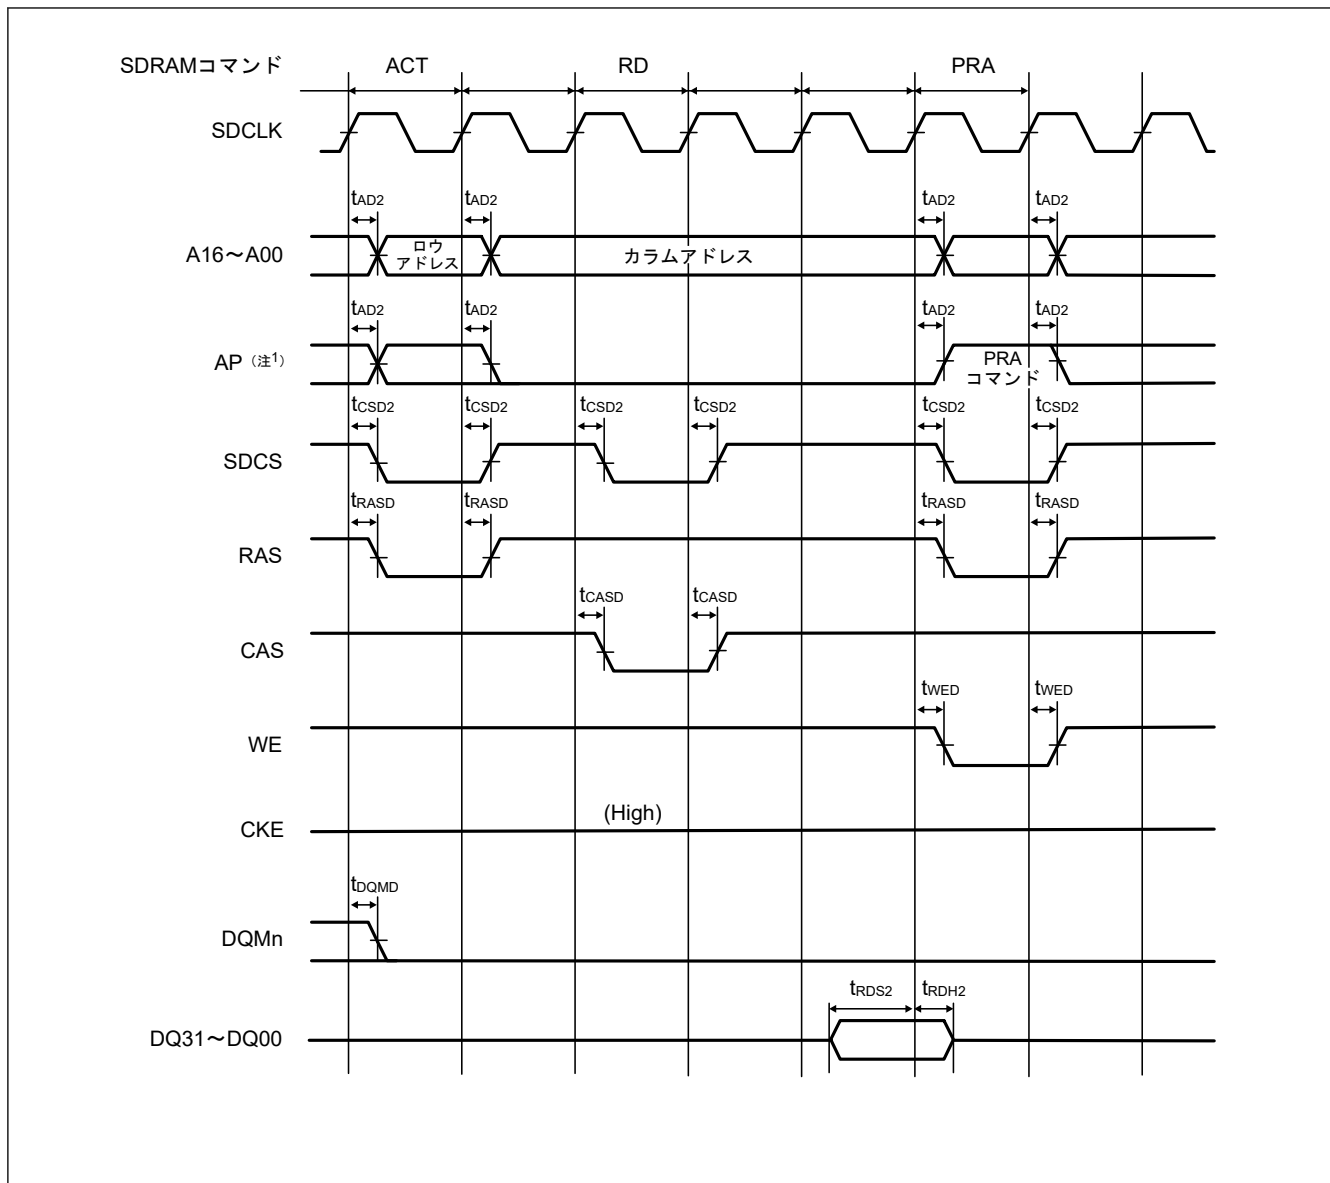 SDRAMコマンド ACT RD PRA
SDCLK
tAD2 tAD2 tAD2 tAD2
A16～A00 ロウ アドレス カラムアドレス
tAD2 tAD2 tAD2 tAD2
AP（注1） PRA コマンド
tCSD2 tCSD2 tCSD2 tCSD2 tCSD2 tCSD2
SDCS
tRASD tRASD tRASD tRASD
RAS
tCASD tCASD
CAS
tWED tWED
WE
(High)
CKE
tDQMD
DQMn
tRDS2 tRDH2
DQ31～DQ00